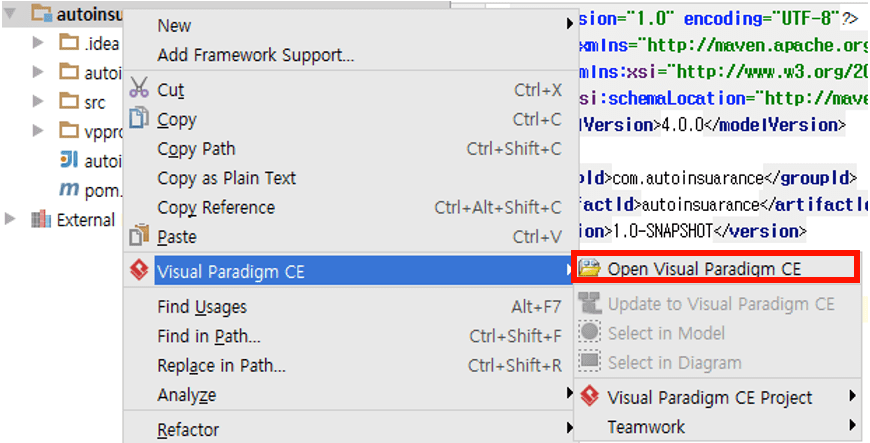 autoinsu
.idea
autoi
src
vppro
autoi
pom.
External
New
Add Framework Support...
Cut Ctrl+X
Copy Ctrl+C
Copy Path Ctrl+Shift+C
Copy as Plain Text
Copy Reference Ctrl+Alt+Shift+C
Paste Ctrl+V
Visual Paradigm CE
Find Usages Alt+F7
Find in Path... Ctrl+Shift+F
Replace in Path... Ctrl+Shift+R
Analyze
Refactor
sion="1.0" encoding="UTF-8"?>
xmlns="http://maven.apache.org
mlns:xsi="http://www.w3.org/20
si:schemaLocation="http://mave
lVersion>4.0.0</modelVersion>
pId>com.autoinsuarance</groupId>
factId>autoinsuarance</artifactId
ion>1.0-SNAPSHOT</version>
Open Visual Paradigm CE
Update to Visual Paradigm CE
Select in Model
Select in Diagram
Visual Paradigm CE Project
Teamwork